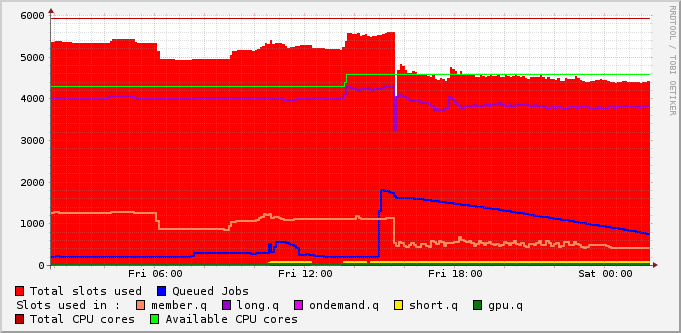 6000
5000
4000
3000
2000
1000
0
Fri 06:00 Fri 12:00 Fri 18:00 Sat 00:00
Total slots used Queued Jobs
Slots used in : member.q long.q ondemand.q short.q gpu.q
Total CPU cores Available CPU cores
RRDTOOL / TOBI OETIKER